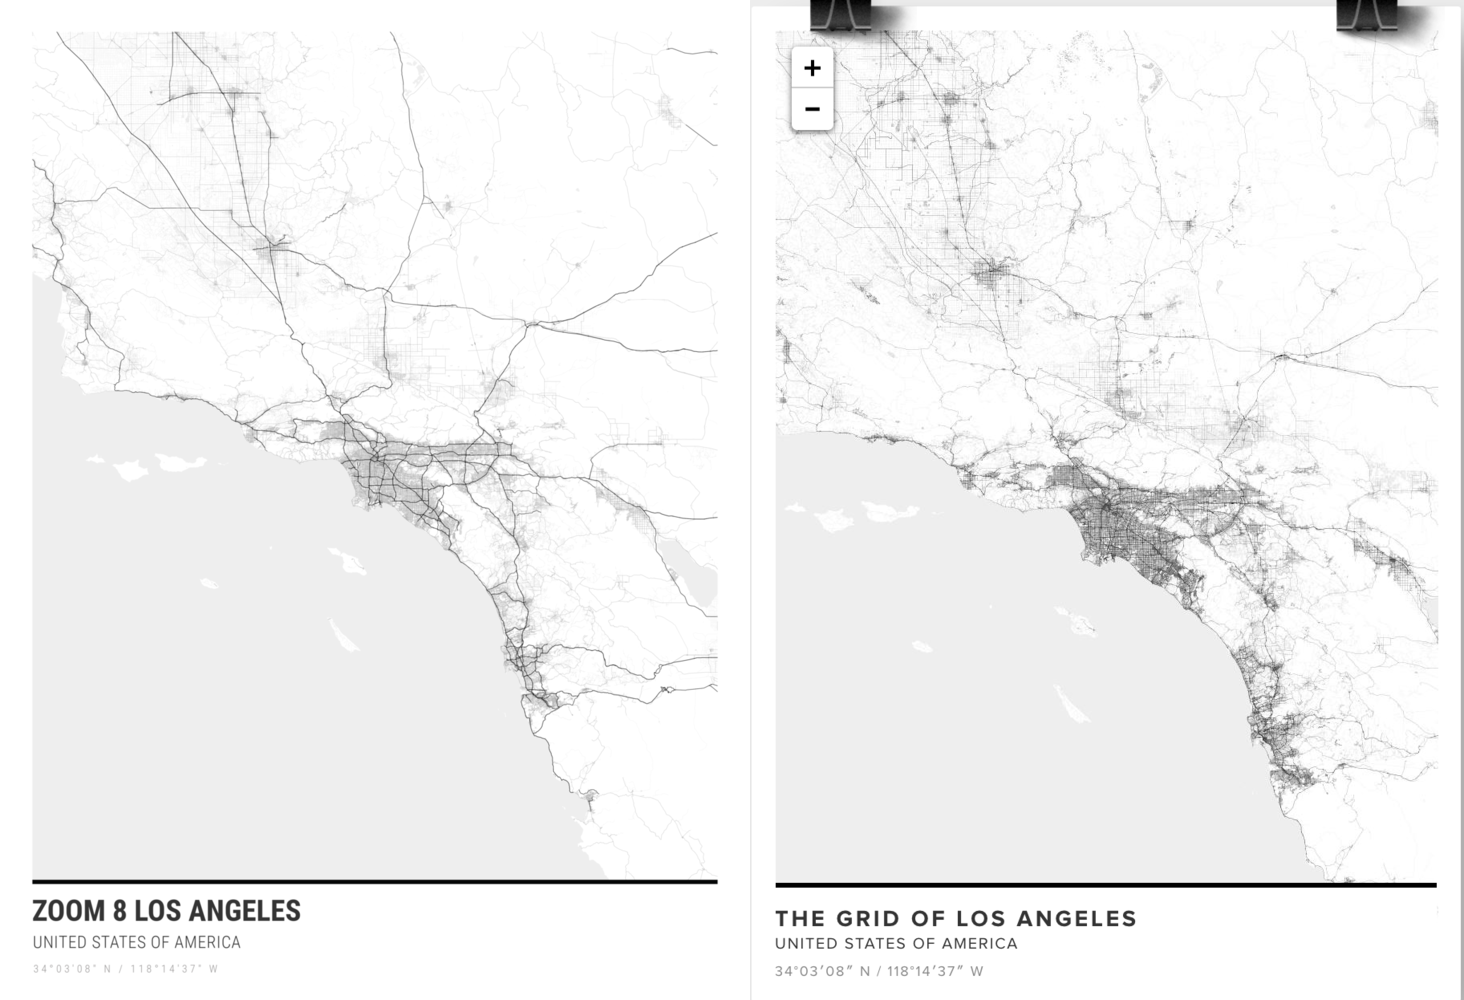 ZOOM 8 LOS ANGELES
UNITED STATES OF AMERICA
34°03'08" N / 118°14'37" W
+
−
THE GRID OF LOS ANGELES
UNITED STATES OF AMERICA
34°03′08″ N / 118°14′37″ W